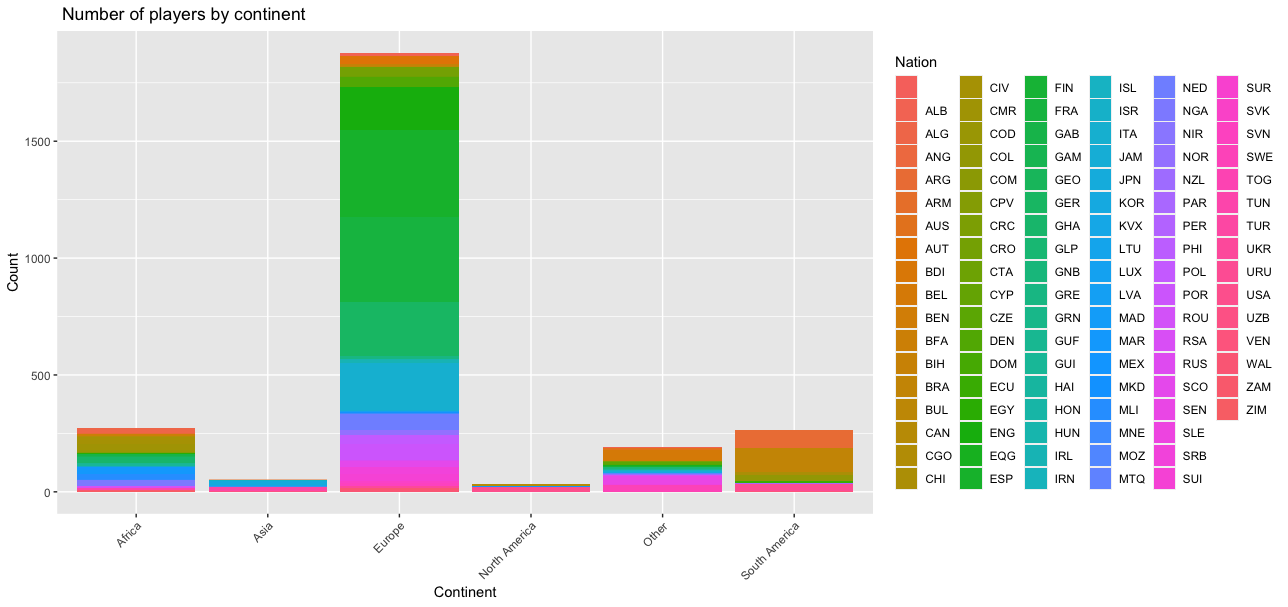 Number of players by continent
Count
1500
1000
500
0
Africa
Asia
Europe
North America
Other
South America
Continent
Nation
ALB
ALG
ANG
ARG
ARM
AUS
AUT
BDI
BEL
BEN
BFA
BIH
BRA
BUL
CAN
CGO
CHI
CIV
CMR
COD
COL
COM
CPV
CRC
CRO
CTA
CYP
CZE
DEN
DOM
ECU
EGY
ENG
EQG
ESP
FIN
FRA
GAB
GAM
GEO
GER
GHA
GLP
GNB
GRE
GRN
GUF
GUI
HAI
HON
HUN
IRL
IRN
ISL
ISR
ITA
JAM
JPN
KOR
KVX
LTU
LUX
LVA
MAD
MAR
MEX
MKD
MLI
MNE
MOZ
MTQ
NED
NGA
NIR
NOR
NZL
PAR
PER
PHI
POL
POR
ROU
RSA
RUS
SCO
SEN
SLE
SRB
SUI
SUR
SVK
SVN
SWE
TOG
TUN
TUR
UKR
URU
USA
UZB
VEN
WAL
ZAM
ZIM